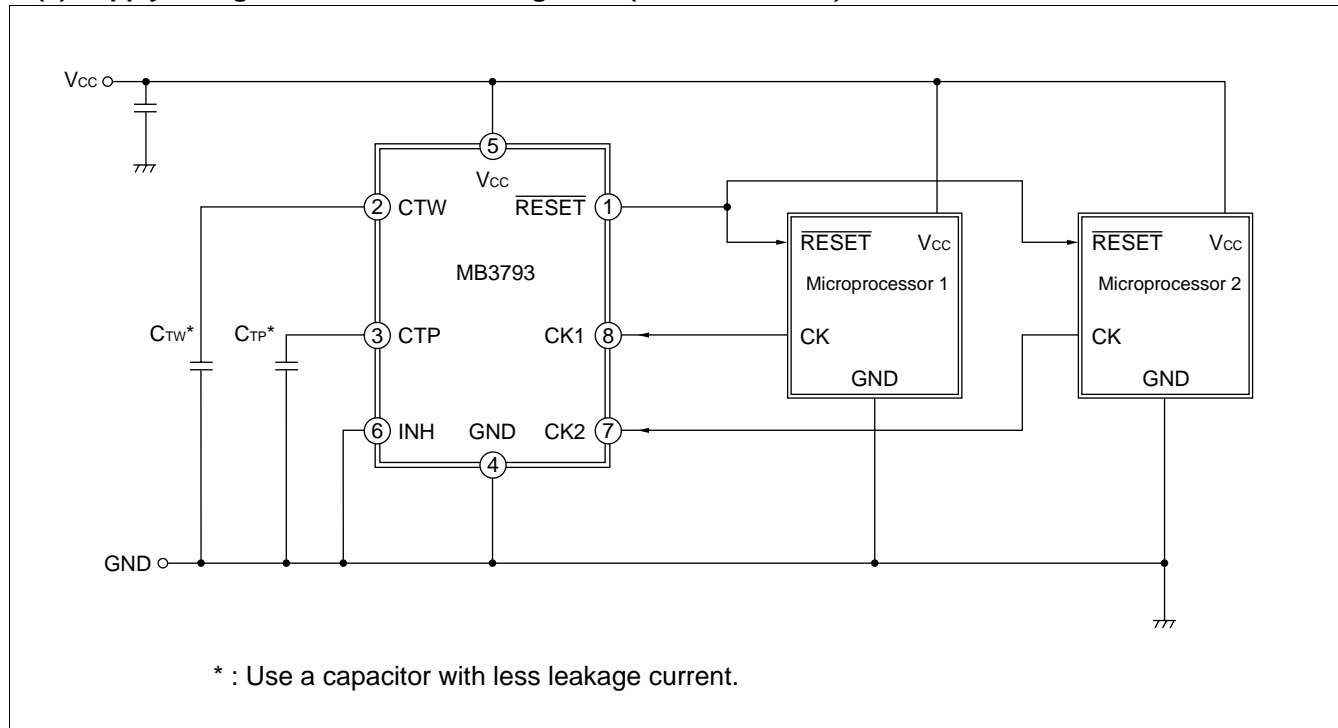 Vcc
5
Vcc
2 CTW
RESET 1
MB3793
RESET Vcc
Microprocessor 1
RESET Vcc
Microprocessor 2
CTW*
CTP*
3 CTP
CK1 8
CK
CK
GND
GND
6 INH
GND
CK2 7
4
GND
* : Use a capacitor with less leakage current.